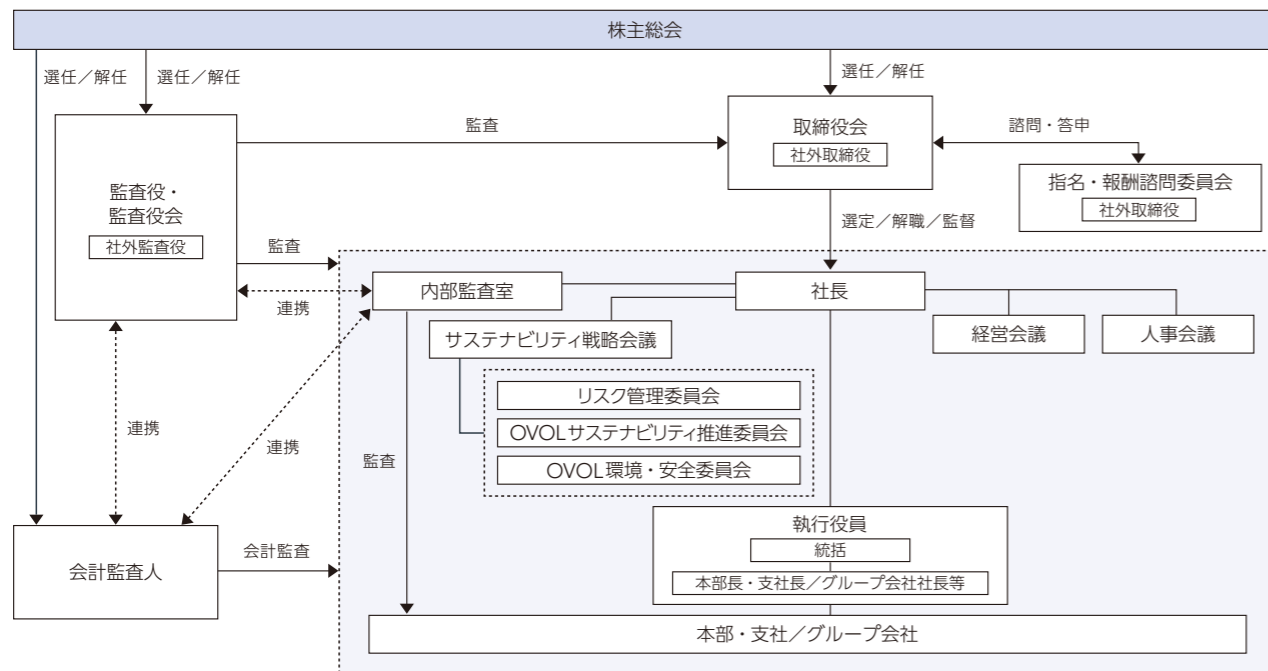 株主総会
選任／解任
選任／解任
選任／解任
監査
取締役会
社外取締役
諮問・答申
指名・報酬諮問委員会
社外取締役
監査役・
監査役会
社外監査役
監査
選定／解職／監督
連携
内部監査室
社長
サステナビリティ戦略会議
経営会議
人事会議
リスク管理委員会
OVOLサステナビリティ推進委員会
OVOL環境・安全委員会
連携
連携
監査
執行役員
統括
本部長・支社長／グループ会社社長等
会計監査人
会計監査
本部・支社／グループ会社